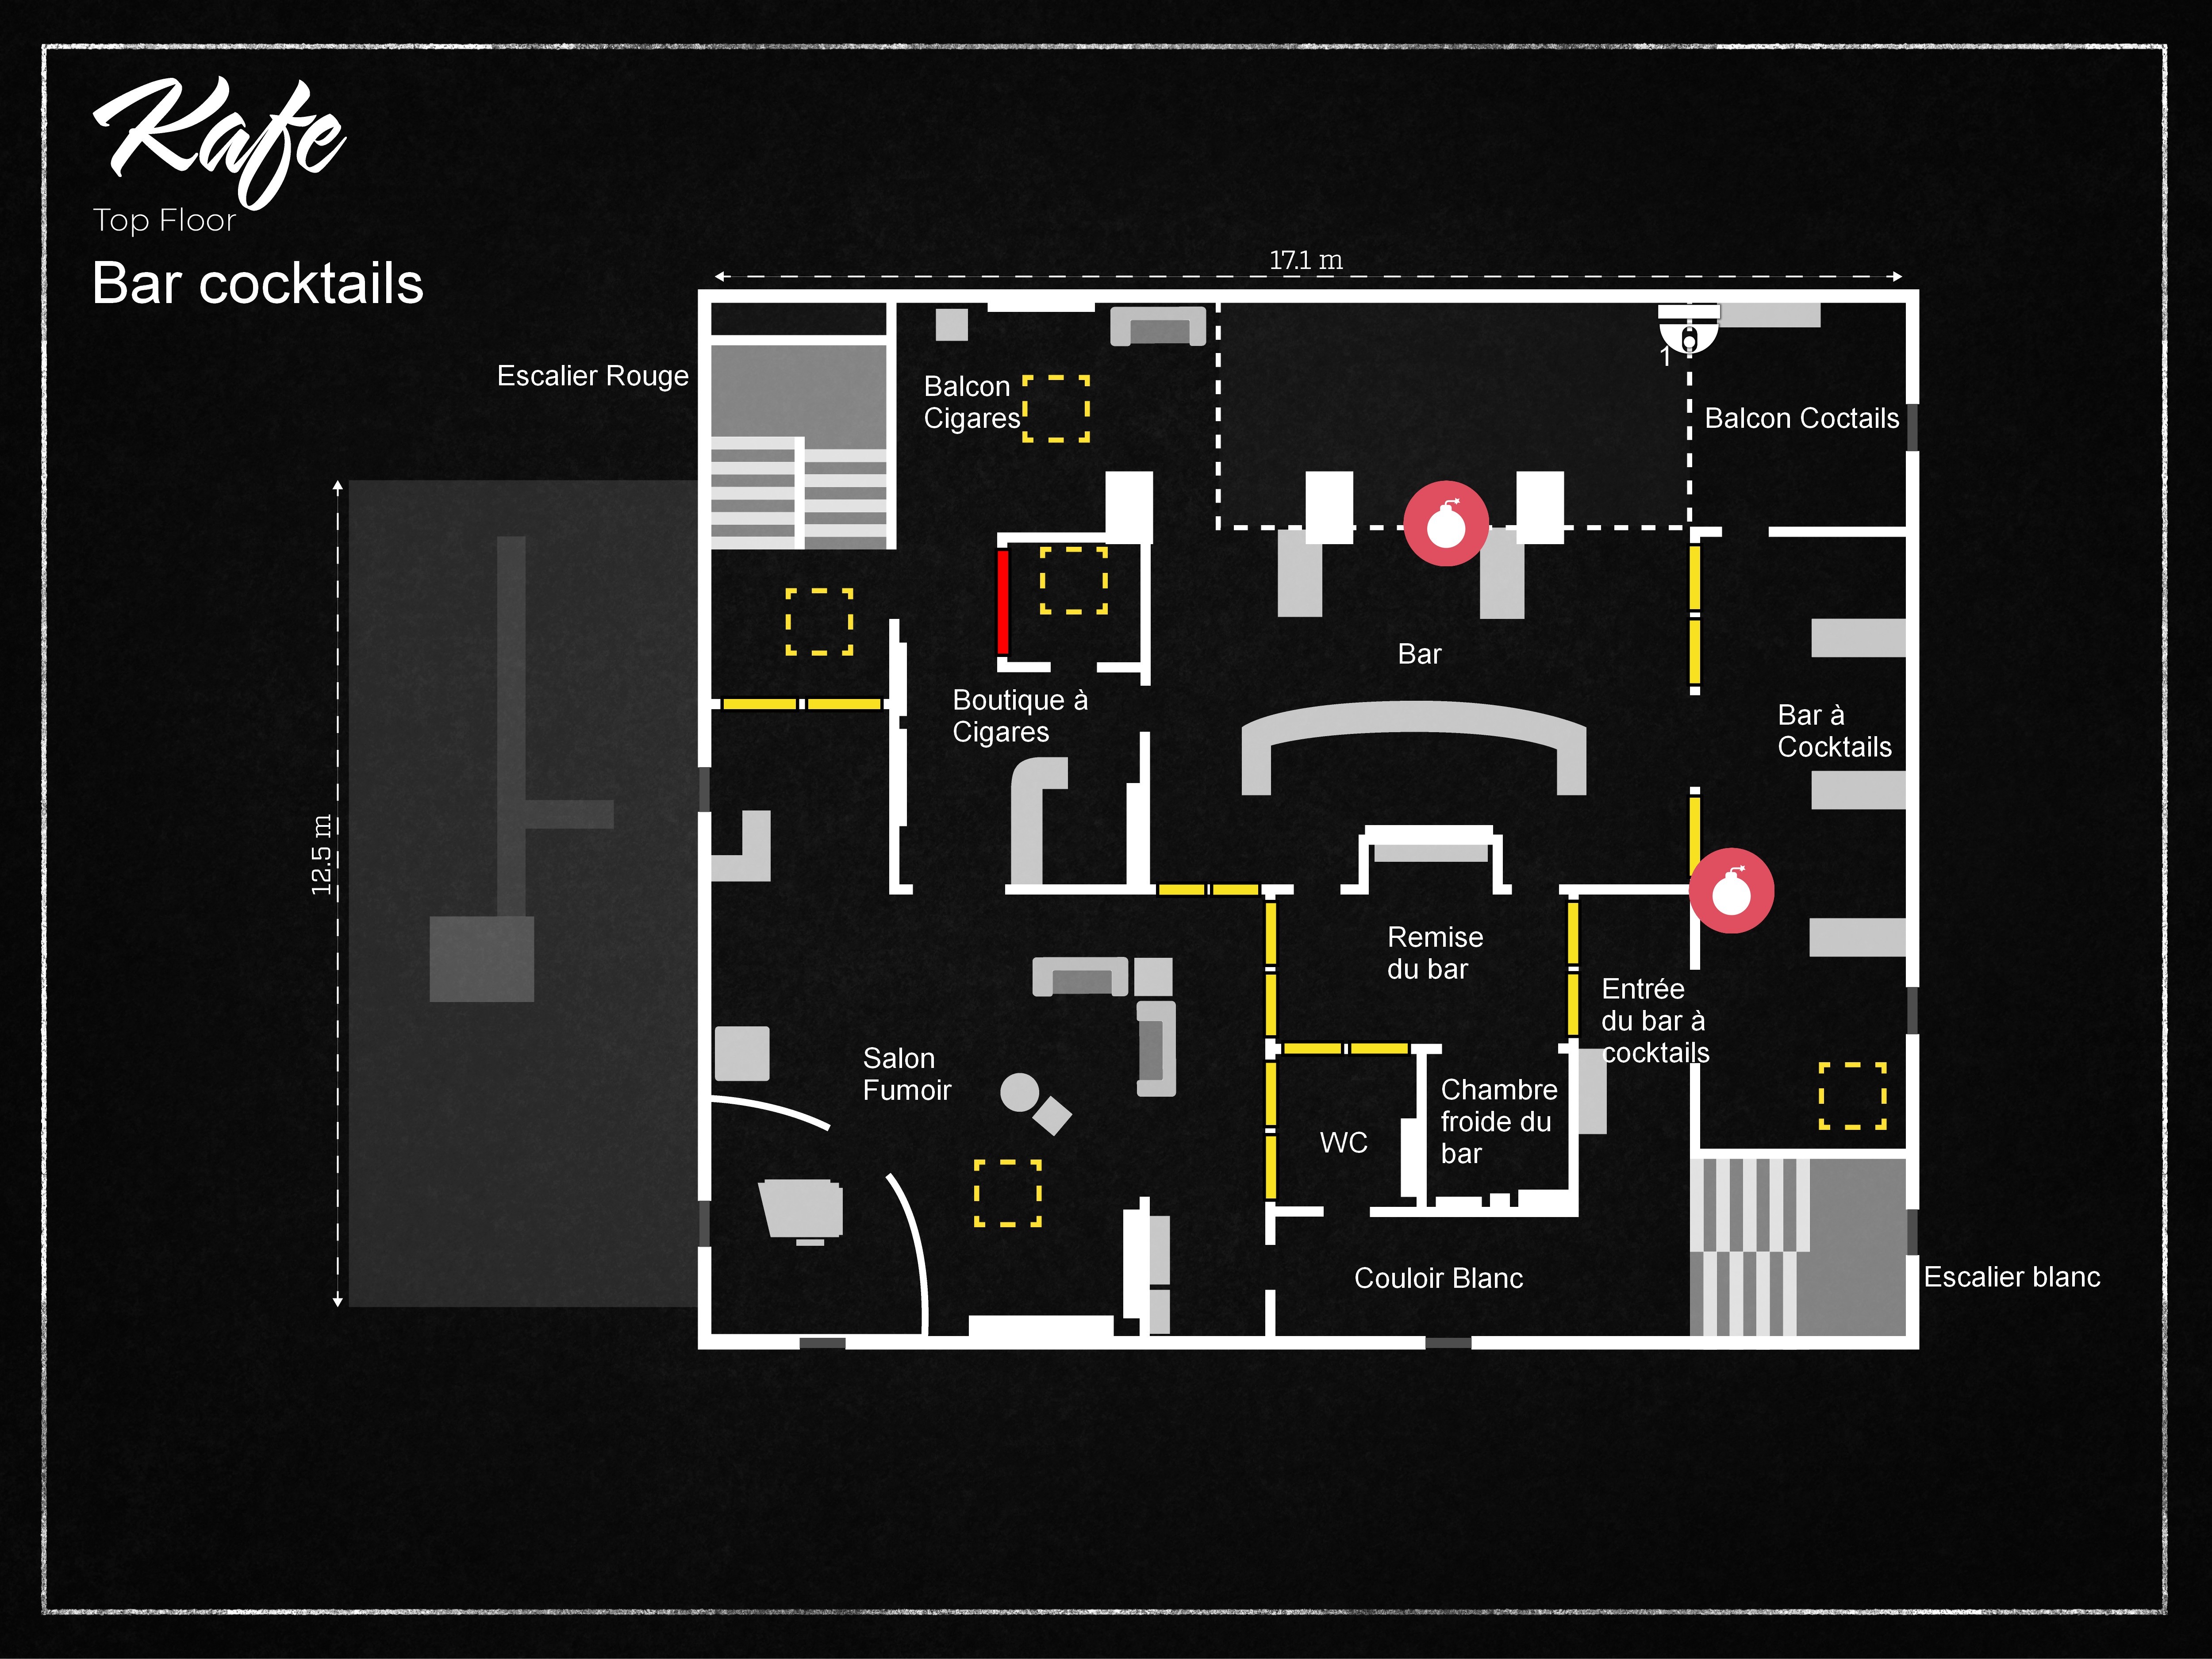 Kafe
Top Floor
Bar cocktails
17.1 m
Escalier Rouge
1
Balcon
Cigares
Balcon Coctails
12.5 m
Bar
Boutique à
Cigares
Bar à
Cocktails
Remise
du bar
Entrée
du bar à
cocktails
Salon
Fumoir
Chambre
froide du
bar
WC
Couloir Blanc
Escalier blanc